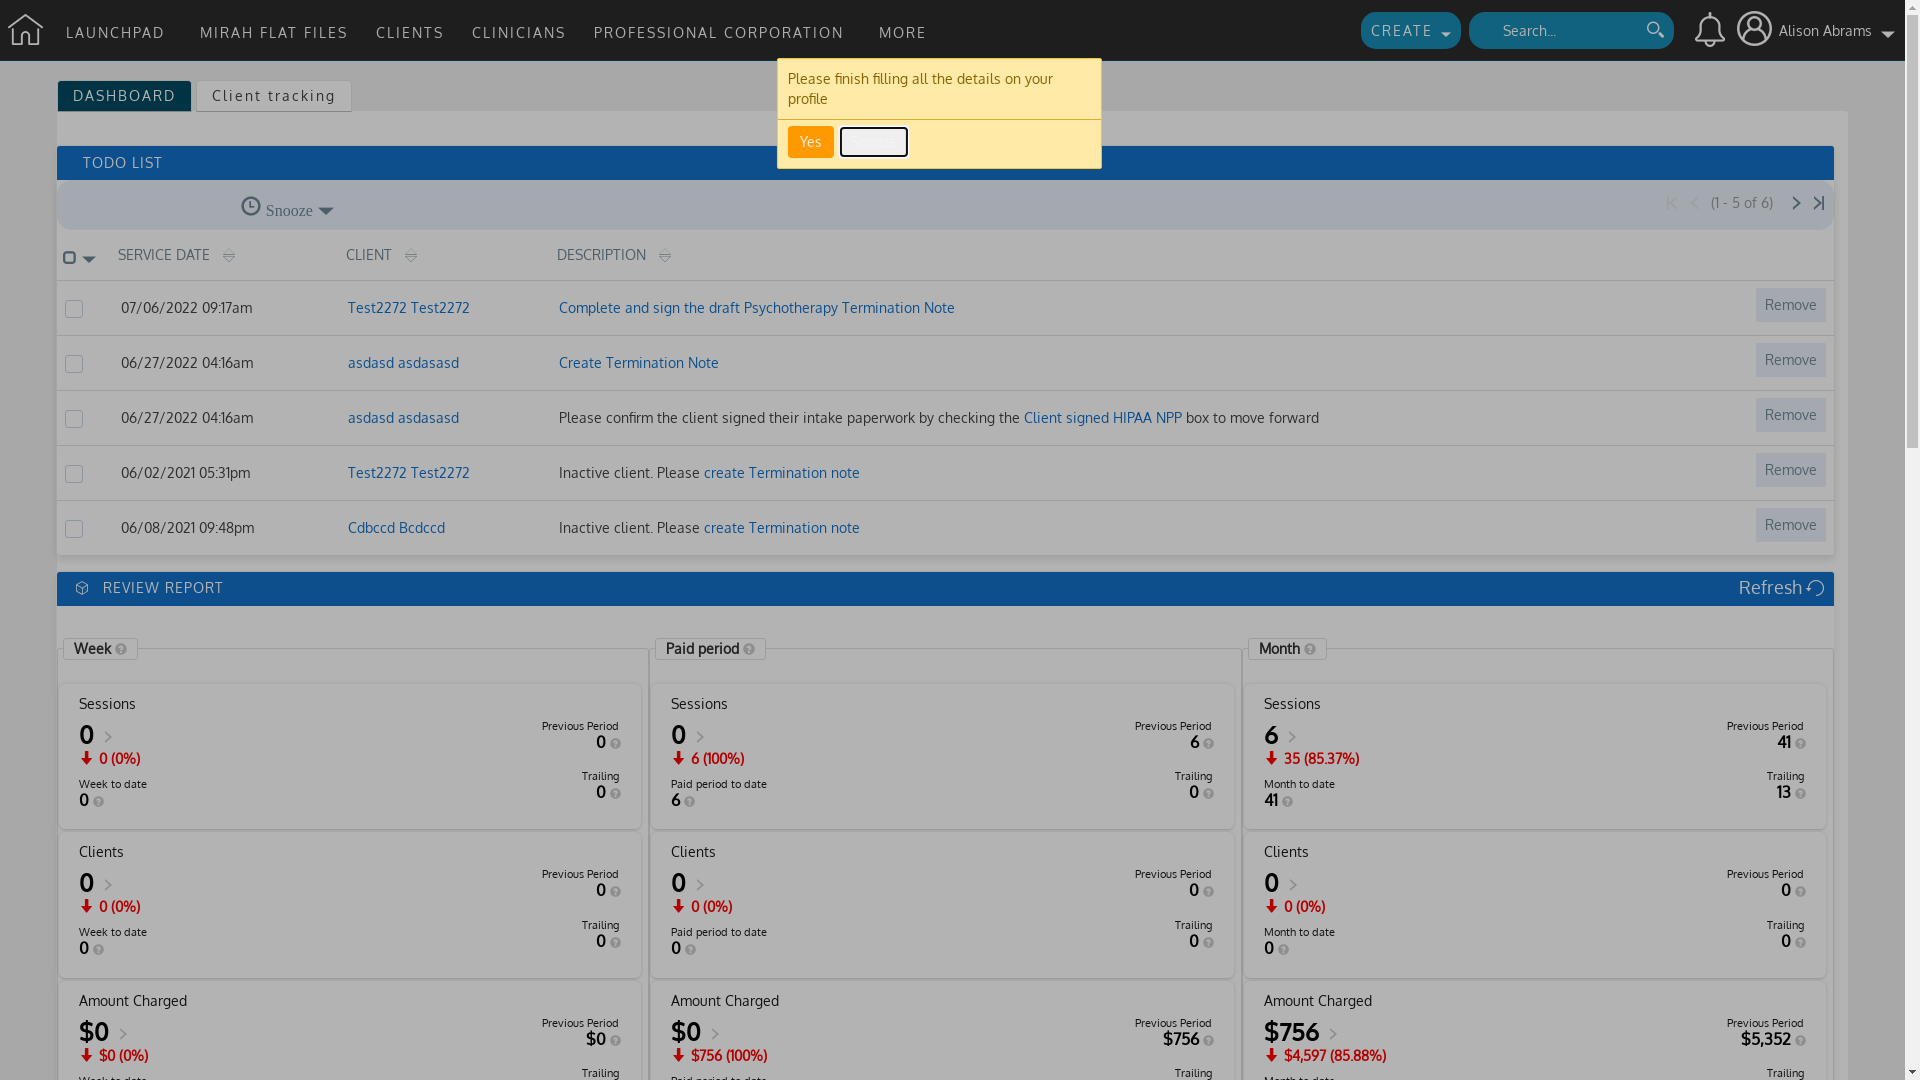 LAUNCHPAD MIRAH FLAT FILES CLIENTS CLINICIANS PROFESSIONAL CORPORATION MORE CREATE Search... Alison Abrams
Please finish filling all the details on your
profile
Yes
DASHBOARD Client tracking
TODO LIST
Snooze (1 - 5 of 6)
SERVICE DATE CLIENT DESCRIPTION
07/06/2022 09:17am Test2272 Test2272 Complete and sign the draft Psychotherapy Termination Note Remove
06/27/2022 04:16am asdasd asdasasd Create Termination Note Remove
06/27/2022 04:16am asdasd asdasasd Please confirm the client signed their intake paperwork by checking the Client signed HIPAA NPP box to move forward Remove
06/02/2021 05:31pm Test2272 Test2272 Inactive client. Please create Termination note Remove
06/08/2021 09:48pm Cdbccd Bcdccd Inactive client. Please create Termination note Remove
REVIEW REPORT Refresh
Week Paid period Month
Sessions
0
0 (0%)
Week to date
0
Previous Period
0
Trailing
0
Sessions
0
6 (100%)
Paid period to date
6
Previous Period
6
Trailing
0
Sessions
6
35 (85.37%)
Month to date
41
Previous Period
41
Trailing
13
Clients
0
0 (0%)
Week to date
0
Previous Period
0
Trailing
0
Clients
0
0 (0%)
Paid period to date
0
Previous Period
0
Trailing
0
Clients
0
0 (0%)
Month to date
0
Previous Period
0
Trailing
0
Amount Charged
$0
$0 (0%)
Week to date
Previous Period
$0
Trailing
Amount Charged
$0
$756 (100%)
Paid period to date
Previous Period
$756
Trailing
Amount Charged
$756
$4,597 (85.88%)
Month to date
Previous Period
$5,352
Trailing